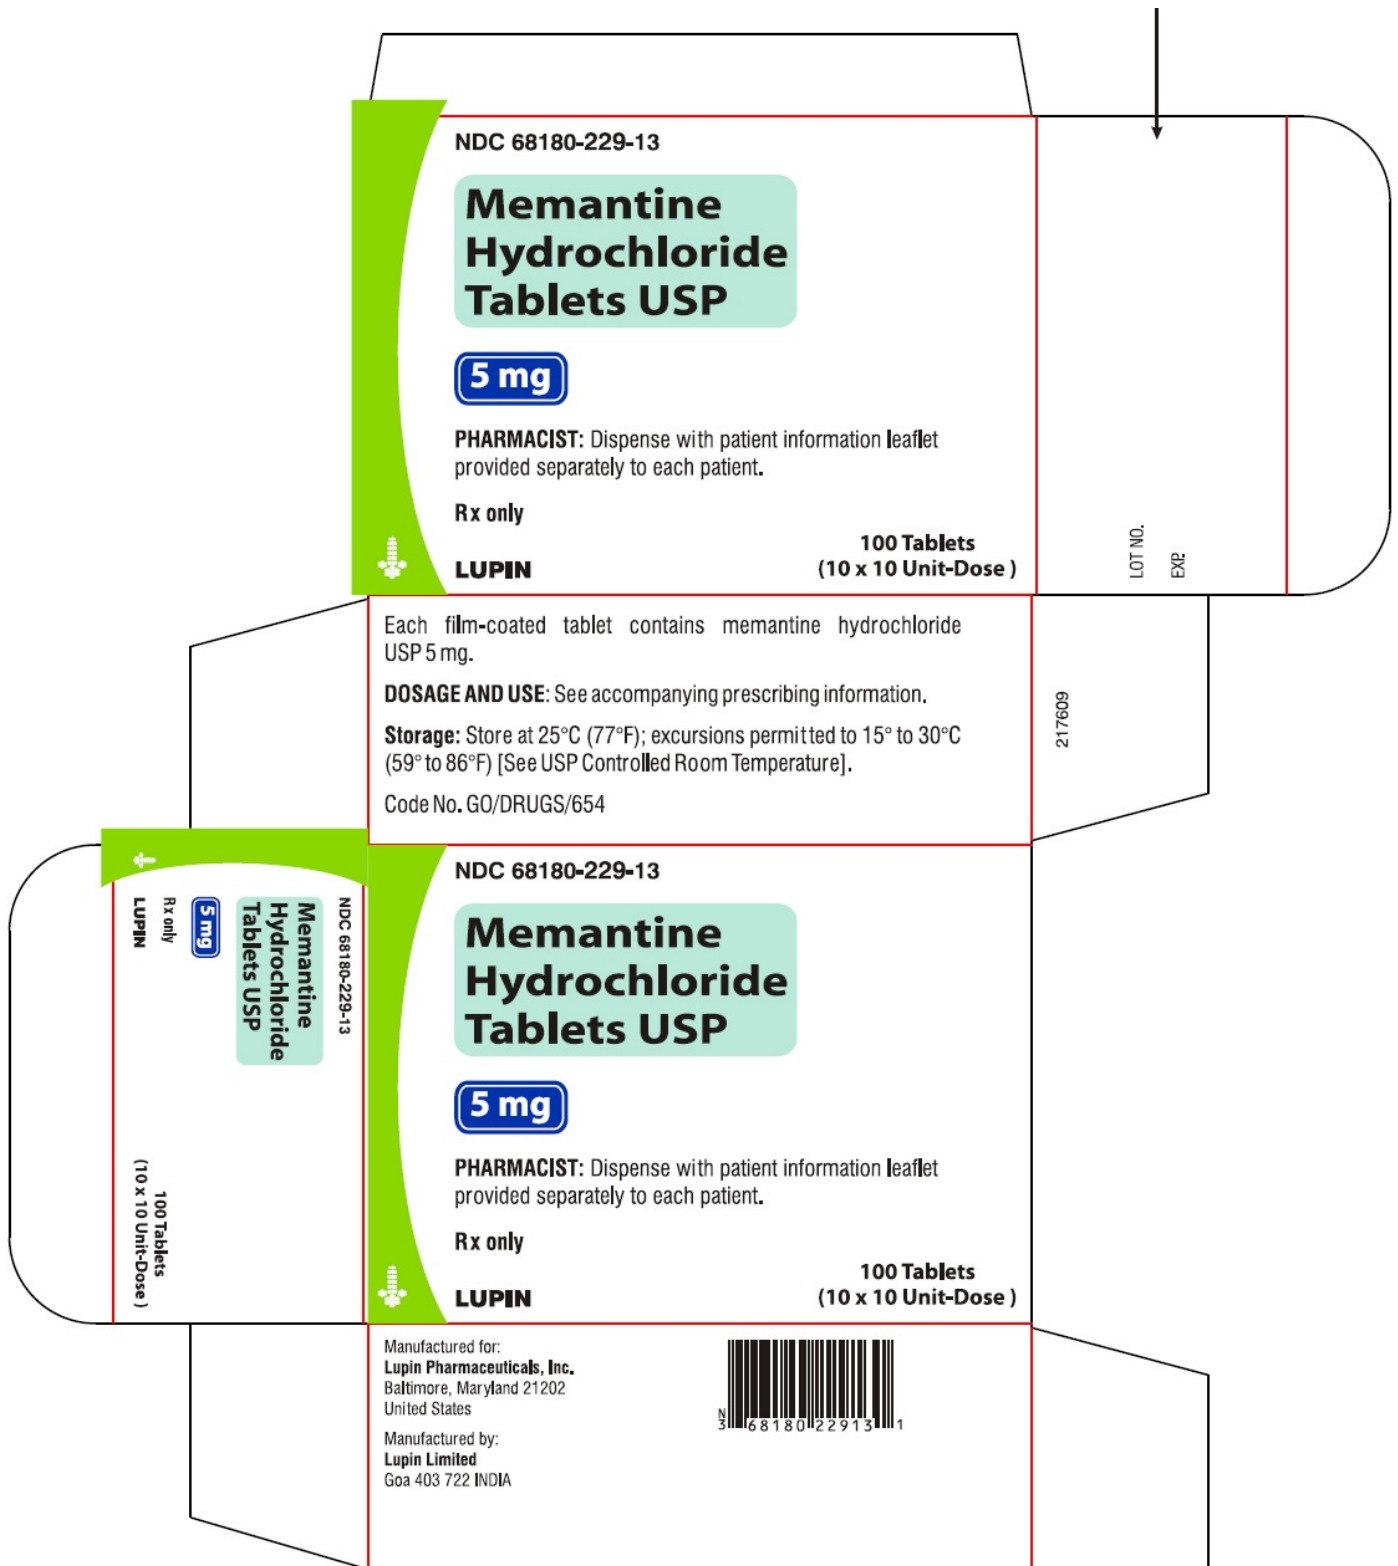 NDC 68180-229-13
Memantine
Hydrochloride
Tablets USP
5 mg
PHARMACIST: Dispense with patient information leaflet
provided separately to each patient.
Rx only
100 Tablets
LUPIN
(10 x 10 Unit-Dose )
LOT NO.
EXP.
Each film-coated tablet contains memantine hydrochloride
USP 5 mg.
DOSAGE AND USE: See accompanying prescribing information.
Storage: Store at 25°C (77°F); excursions permitted to 15° to 30°C
(59° to 86°F) [See USP Controlled Room Temperature].
Code No. GO/DRUGS/654
217609
NDC 68180-229-13
Memantine
Hydrochloride
Tablets USP
5 mg
Rx only
LUPIN
100 Tablets
(10 x 10 Unit-Dose )
NDC 68180-229-13
Memantine
Hydrochloride
Tablets USP
5 mg
PHARMACIST: Dispense with patient information leaflet
provided separately to each patient.
Rx only
100 Tablets
LUPIN
(10 x 10 Unit-Dose )
Manufactured for:
Lupin Pharmaceuticals, Inc.
Baltimore, Maryland 21202
United States
Manufactured by:
Lupin Limited
Goa 403 722 INDIA
N
3 68180 22913 1